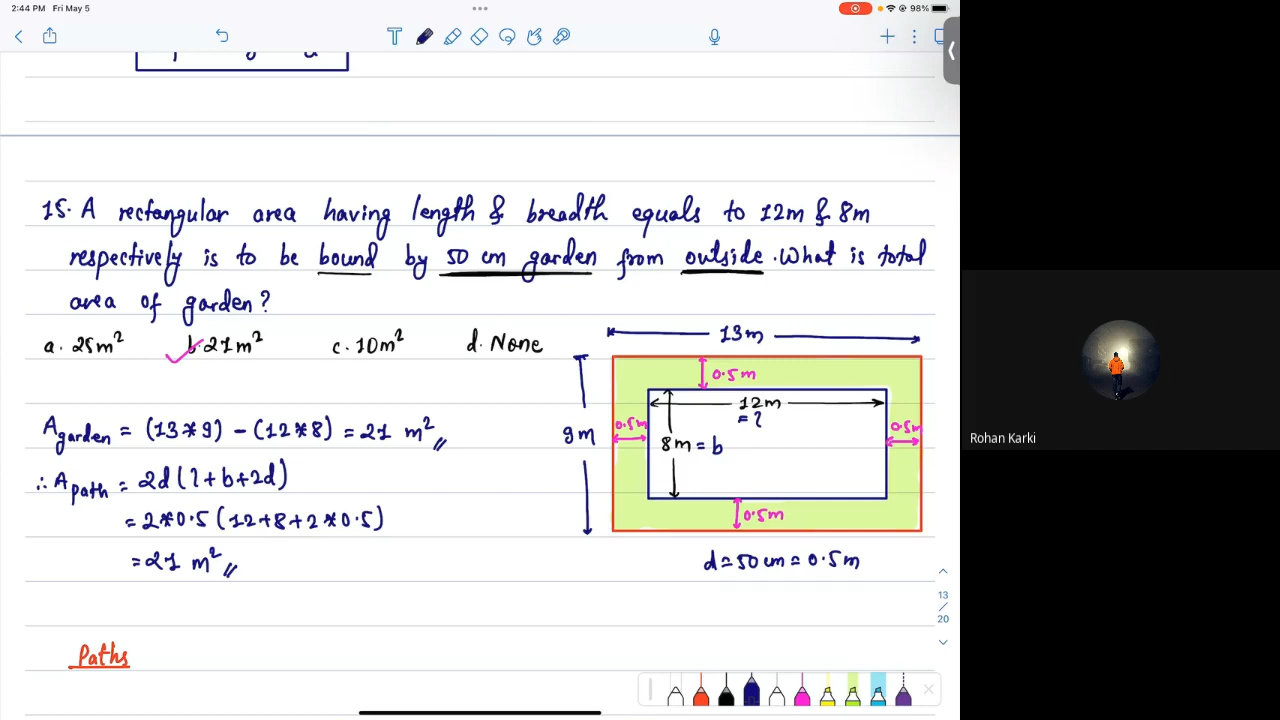 2:44 PM Fri May 5
98%
T
15. A rectangular area having length & breadth equals to 12m & 8m
respectively is to be bound by 50 cm garden from outside. What is total
area of garden?
a. 25m² b. 21m² c. 10m² d. None
13m
0.5m
12m
= ?
0.5m
0.5m
9m
8m = b
0.5m
d = 50 cm = 0.5m
A garden = (13*9) - (12*8) = 21 m²//
∴ A path = 2d(l+b+2d)
= 2*0.5(12+8+2*0.5)
= 21 m²//
13
/
20
Paths
Rohan Karki